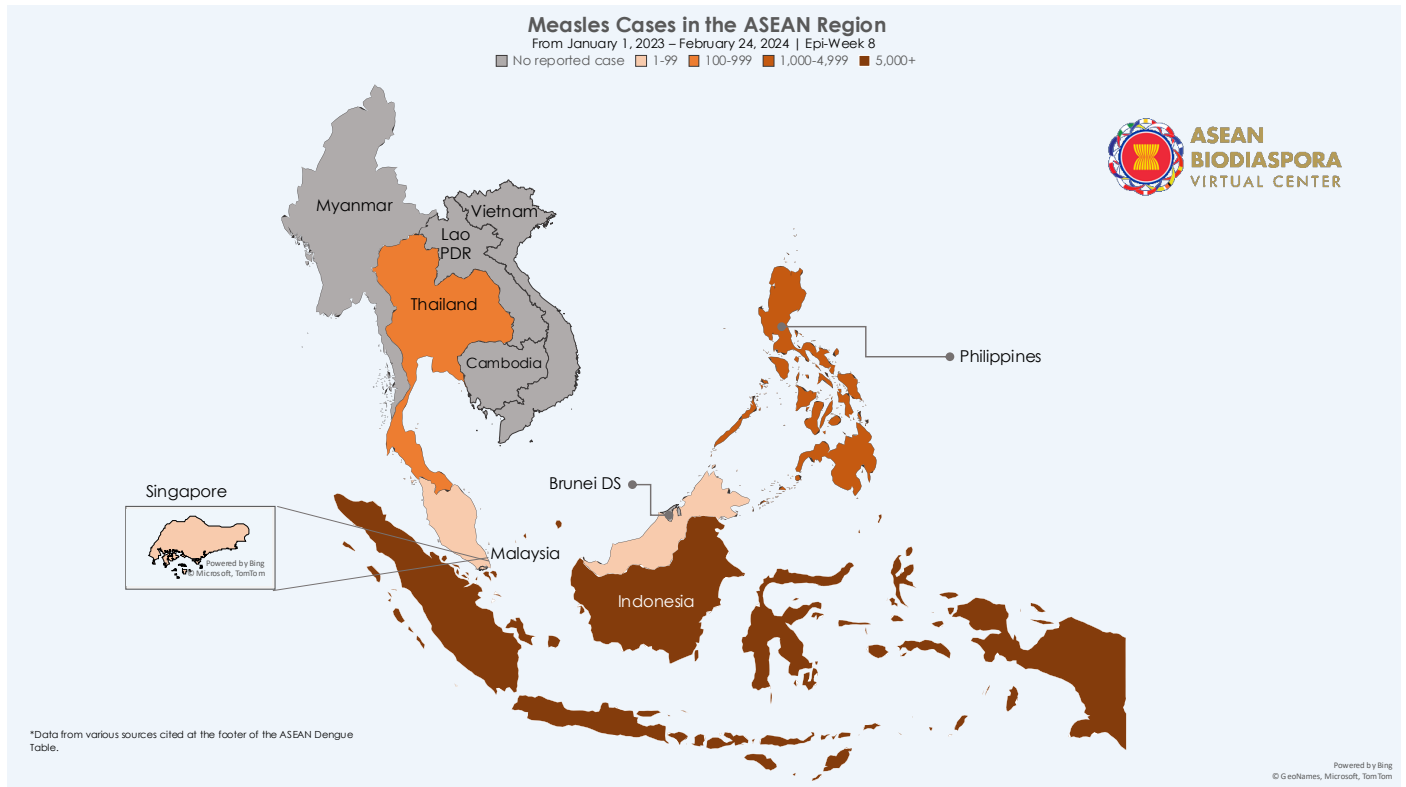 Measles Cases in the ASEAN Region
From January 1, 2023 – February 24, 2024 | Epi-Week 8
No reported case 1-99 100-999 1,000-4,999 5,000+
ASEAN
BIODIASPORA
VIRTUAL CENTER
Myanmar
Vietnam
Lao
PDR
Thailand
Cambodia
Philippines
Brunei DS
Singapore
Powered by Bing
© Microsoft, TomTom
Malaysia
Indonesia
*Data from various sources cited at the footer of the ASEAN Dengue
Table.
Powered by Bing
© GeoNames, Microsoft, TomTom